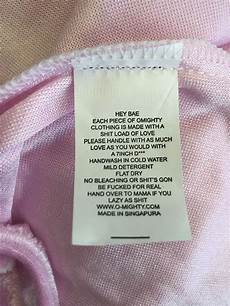 HEY BAE
EACH PIECE OF OMIGHTY
CLOTHING IS MADE WITH A
SHIT LOAD OF LOVE
PLEASE HANDLE WITH AS MUCH
LOVE AS YOU WOULD WITH
A 7INCH D***
HANDWASH IN COLD WATER
MILD DETERGENT
FLAT DRY
NO BLEACHING OR SHIT'S GON
BE FUCKED FOR REAL
HAND OVER TO MAMA IF YOU
LAZY AS SHIT
WWW.O-MIGHTY.COM
MADE IN SINGAPURA